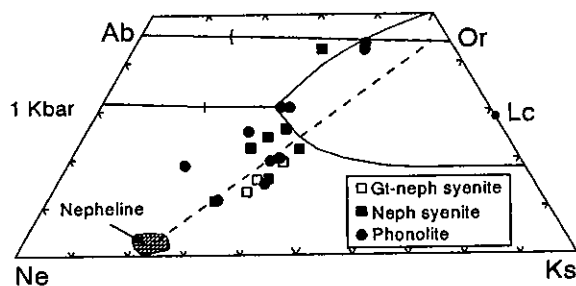 Ab
Or
1 Kbar
Lc
Gt-neph syenite
Neph syenite
Phonolite
Nepheline
Ne
Ks